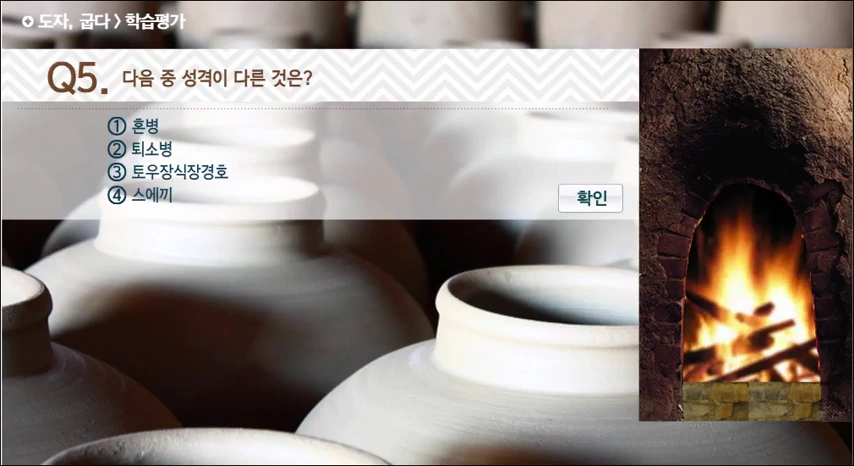 도자, 굽다 > 학습평가
Q5. 다음 중 성격이 다른 것은?
① 혼병
② 퇴소병
③ 토우장식장경호
④ 스에끼
확인